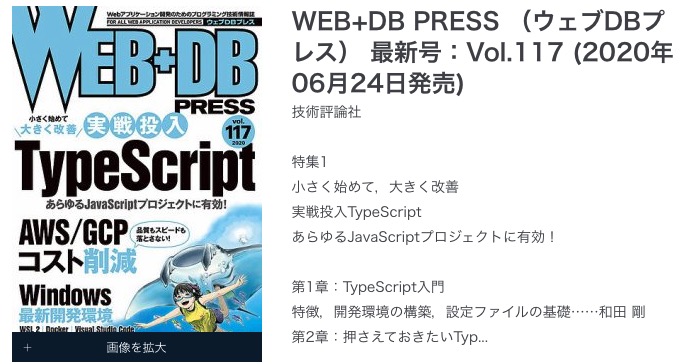 Webアプリケーション開発のためのプログラミング技術情報誌
FOR ALL WEB APPLICATION DEVELOPERS ウェブDBプレス
WEB+DB
PRESS
vol.
117
2020
小さく始めて
大きく改善
実戦投入
TypeScript
あらゆるJavaScriptプロジェクトに有効!
AWS/GCP
コスト削減
品質もスピードも
落とさない!
Windows
最新開発環境
WSL 2 | Docker | Visual Studio Code
+ 画像を拡大
WEB+DB PRESS (ウェブDBプ
レス) 最新号:Vol.117 (2020年
06月24日発売)
技術評論社
特集1
小さく始めて,大きく改善
実戦投入TypeScript
あらゆるJavaScriptプロジェクトに有効!
第1章:TypeScript入門
特徴,開発環境の構築,設定ファイルの基礎……和田 剛
第2章:押さえておきたいTyp...